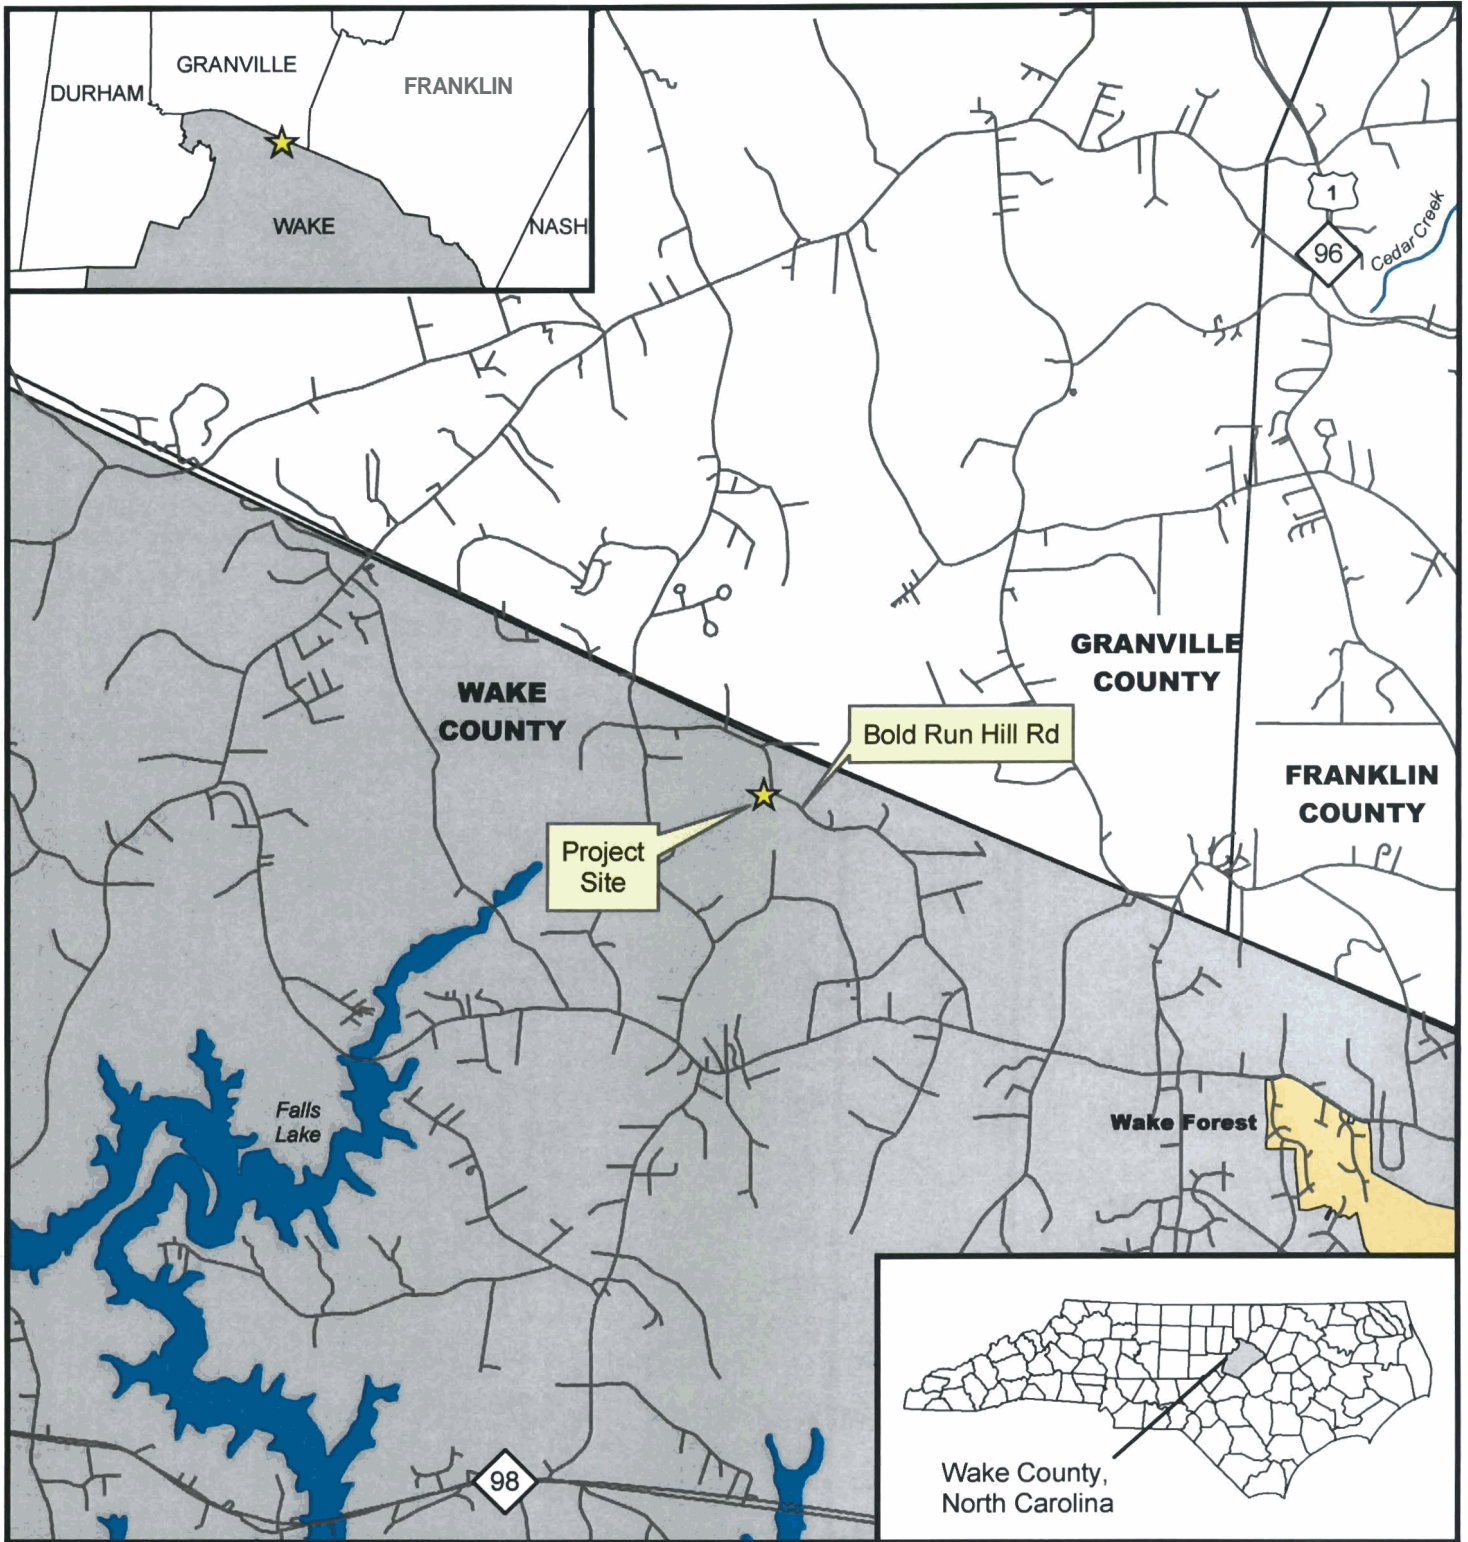 GRANVILLE
FRANKLIN
DURHAM
WAKE
NASH
1
96
Cedar Creek
GRANVILLE
COUNTY
WAKE
COUNTY
Bold Run Hill Rd
FRANKLIN
COUNTY
Project
Site
Falls
Lake
Wake Forest
98
Wake County,
North Carolina